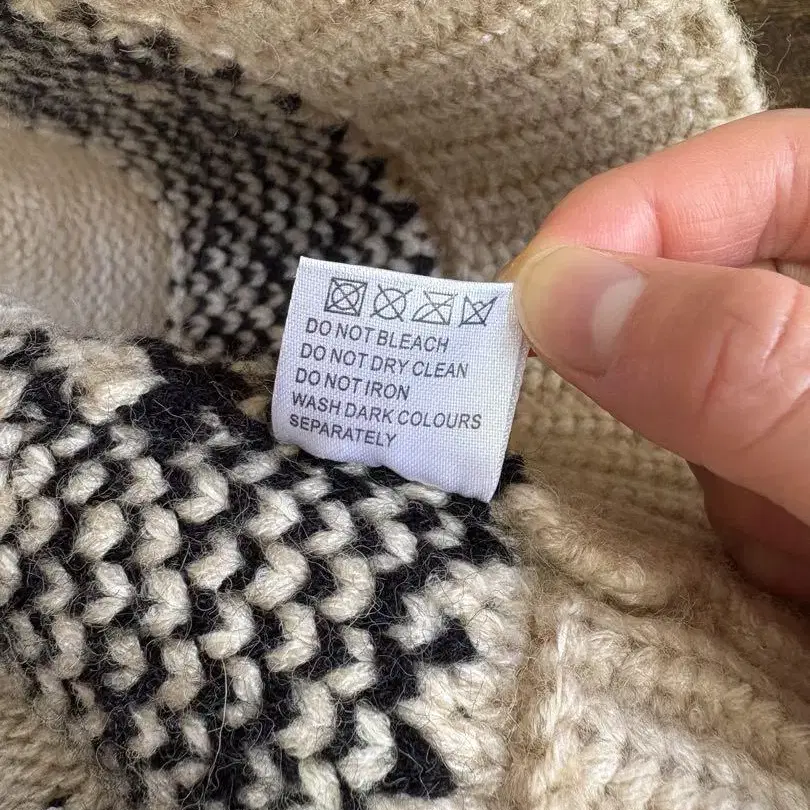 DO NOT BLEACH
DO NOT DRY CLEAN
DO NOT IRON
WASH DARK COLOURS
SEPARATELY